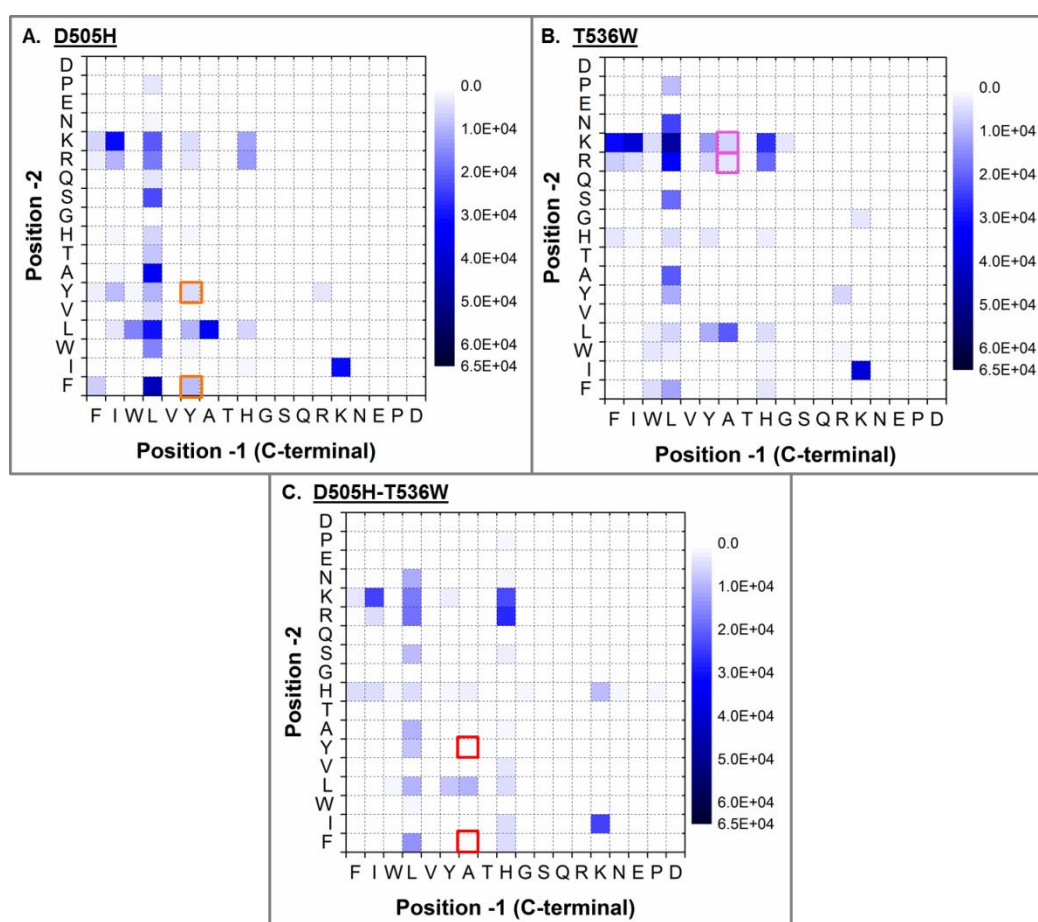 A. D505H
D
P
E
N
K
R
Q
S
G
H
T
A
Y
V
L
W
I
F
Position -2
F I W L V Y A T H G S Q R K N E P D
Position -1 (C-terminal)
0.0
1.0E+04
2.0E+04
3.0E+04
4.0E+04
5.0E+04
6.0E+04
6.5E+04
B. T536W
D
P
E
N
K
R
Q
S
G
H
T
A
Y
V
L
W
I
F
Position -2
F I W L V Y A T H G S Q R K N E P D
Position -1 (C-terminal)
0.0
1.0E+04
2.0E+04
3.0E+04
4.0E+04
5.0E+04
6.0E+04
6.5E+04
C. D505H-T536W
D
P
E
N
K
R
Q
S
G
H
T
A
Y
V
L
W
I
F
Position -2
F I W L V Y A T H G S Q R K N E P D
Position -1 (C-terminal)
0.0
1.0E+04
2.0E+04
3.0E+04
4.0E+04
5.0E+04
6.0E+04
6.5E+04